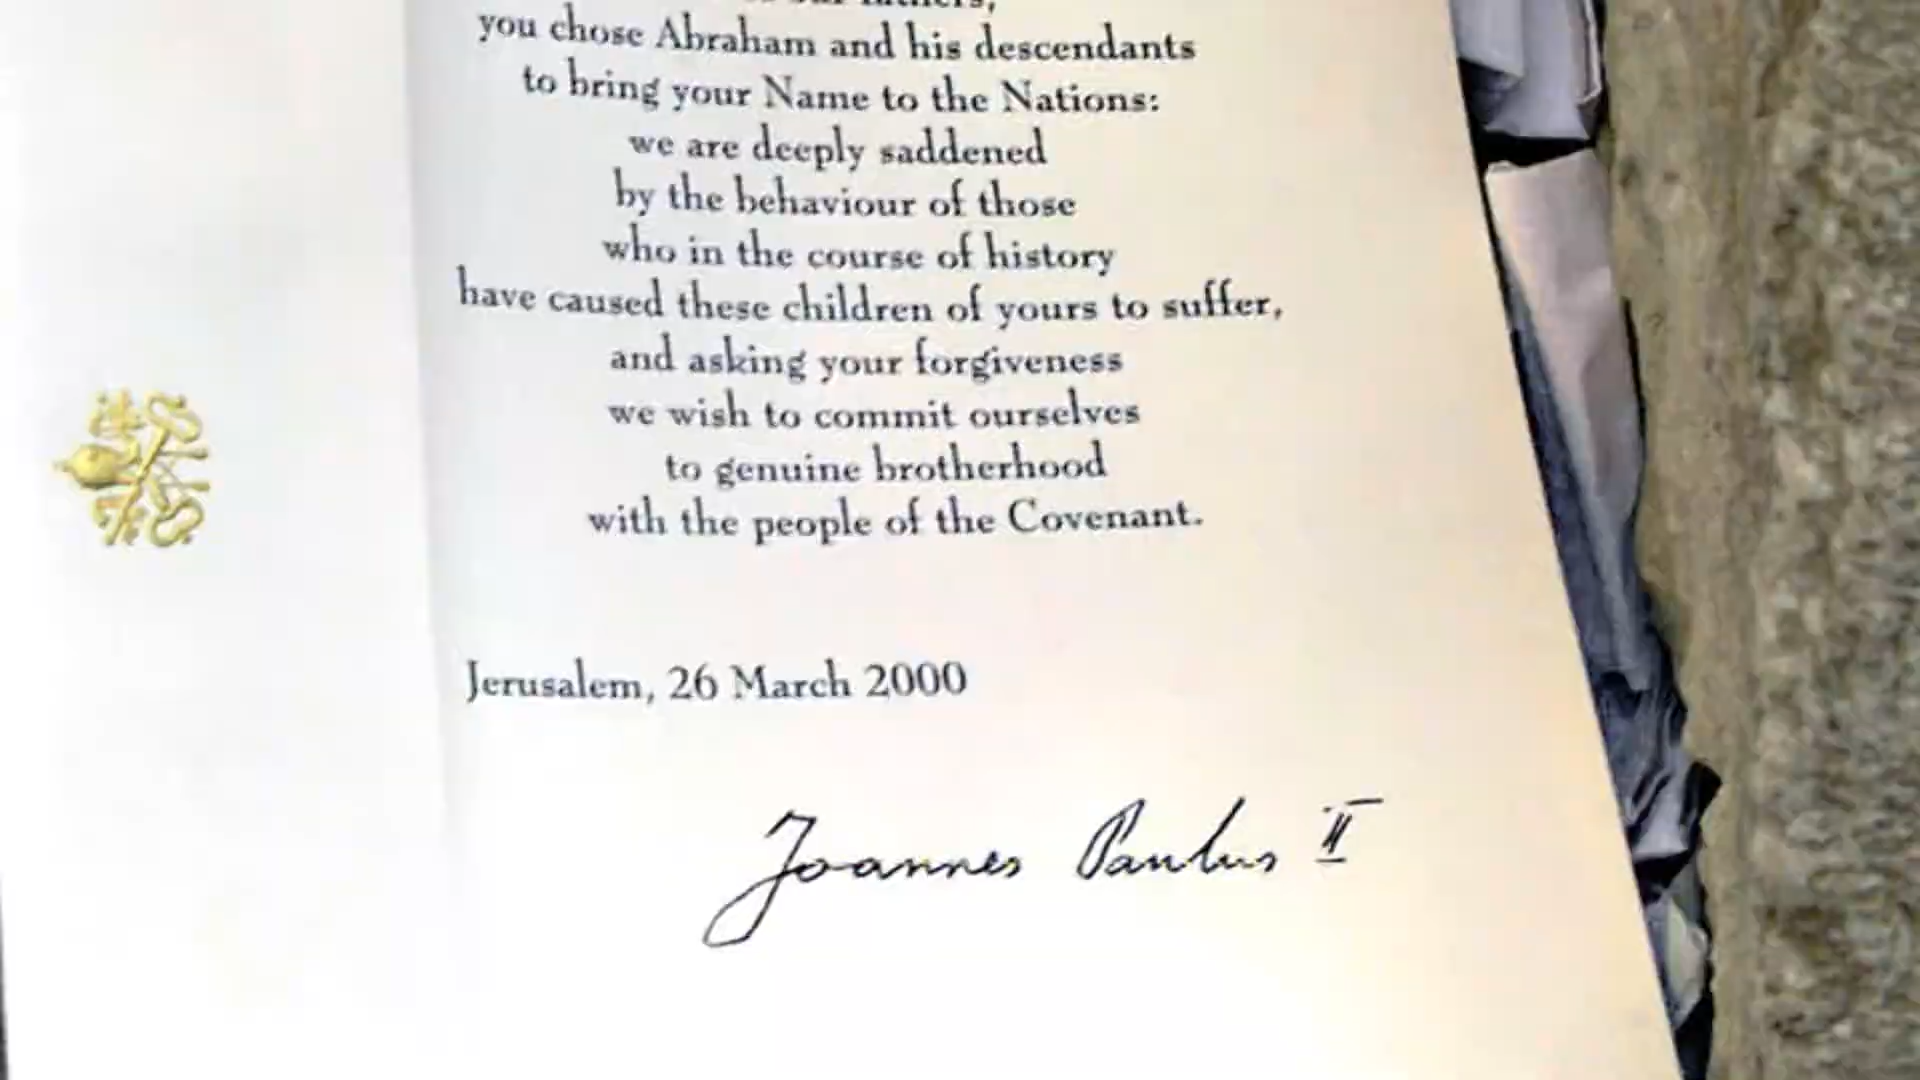 you chose Abraham and his descendants
to bring your Name to the Nations:
we are deeply saddened
by the behaviour of those
who in the course of history
have caused these children of yours to suffer,
and asking your forgiveness
we wish to commit ourselves
to genuine brotherhood
with the people of the Covenant.
Jerusalem, 26 March 2000
Joannes Paulus II